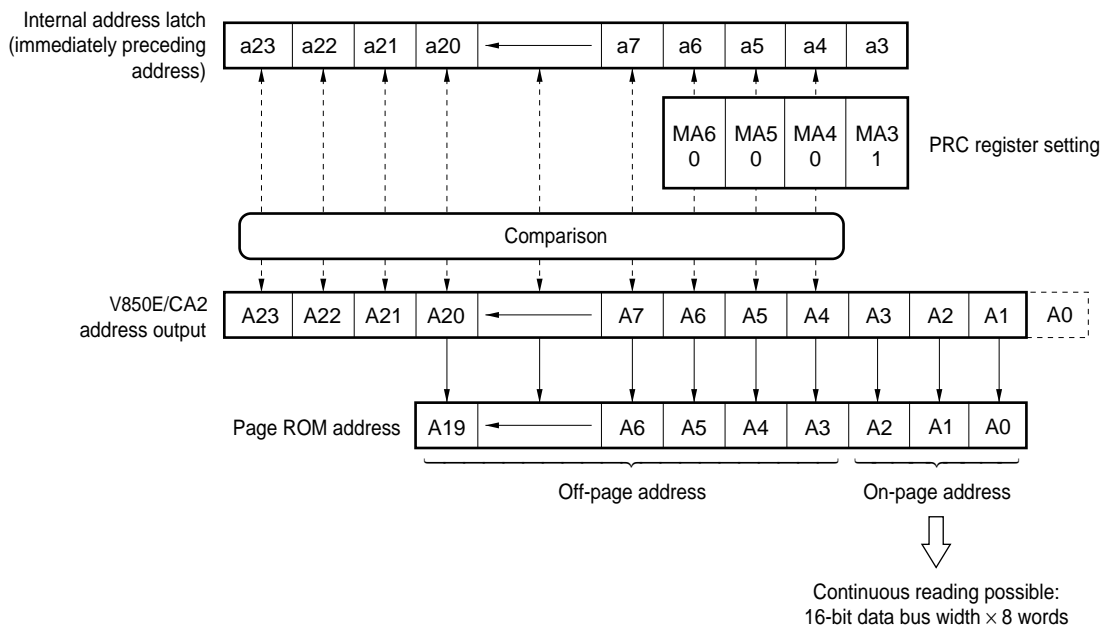 Internal address latch
(immediately preceding
address)
a23 a22 a21 a20 a7 a6 a5 a4 a3
MA6 MA5 MA4 MA3
0 0 0 1
PRC register setting
Comparison
V850E/CA2
address output
A23 A22 A21 A20 A7 A6 A5 A4 A3 A2 A1 A0
Page ROM address
A19 A6 A5 A4 A3 A2 A1 A0
Off-page address
On-page address
Continuous reading possible:
16-bit data bus width × 8 words